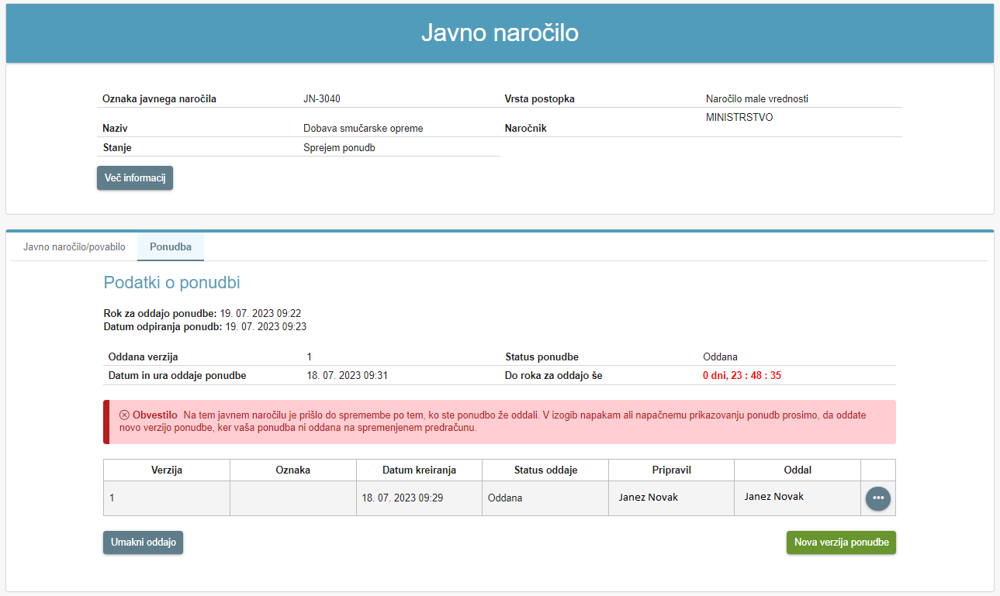 Javno naročilo
Oznaka javnega naročila JN-3040 Vrsta postopka Naročilo male vrednosti
Naziv Dobava smučarske opreme Naročnik MINISTRSTVO
Stanje Sprejem ponudb
Več informacij
Javno naročilo/povabilo Ponudba
Podatki o ponudbi
Rok za oddajo ponudbe: 19. 07. 2023 09:22
Datum odpiranja ponudb: 19. 07. 2023 09:23
Oddana verzija 1 Status ponudbe Oddana
Datum in ura oddaje ponudbe 18. 07. 2023 09:31 Do roka za oddajo še 0 dni, 23 : 48 : 35
Obvestilo Na tem javnem naročilu je prišlo do spremembe po tem, ko ste ponudbo že oddali. V izogib napakam ali napačnemu prikazovanju ponudb prosimo, da oddate
novo verzijo ponudbe, ker vaša ponudba ni oddana na spremenjenem predračunu.
Verzija Oznaka Datum kreiranja Status oddaje Pripravil Oddal
1 18. 07. 2023 09:29 Oddana Janez Novak Janez Novak
Umakni oddajo Nova verzija ponudbe